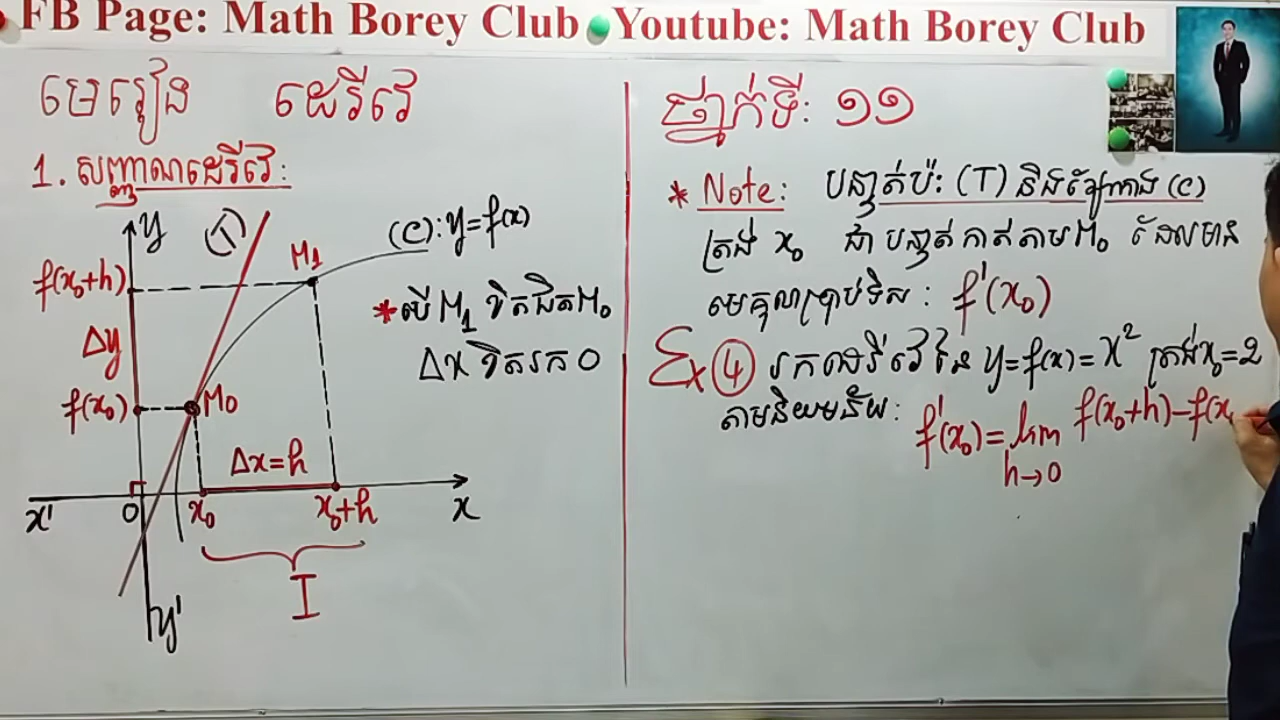 FB Page: Math Borey Club Youtube: Math Borey Club
មេរៀន ដេរីវេ
1. សញ្ញាណដេរីវេ:
y
(T)
(C): y=f(x)
M₁
f(x₀+h)
Δy
f(x₀)
M₀
Δx=h
x'
0
x₀
x₀+h
x
I
y'
*បើ M₁ ខិតជិត M₀
Δx ខិតរក 0
ថ្នាក់ទី: ១១
* Note: បន្ទាត់ប៉ះ (T) និងខ្សែកោង (C)
ត្រង់ x₀ ជាបន្ទាត់កាត់តាម M₀ ដែលមាន
មេគុណប្រាប់ទិស : f'(x₀)
Ex ④ រកដេរីវេនៃ y=f(x)=x² ត្រង់ x₀=2
តាមនិយមន័យ: f'(x₀)=lim h→0 f(x₀+h)-f(x₀